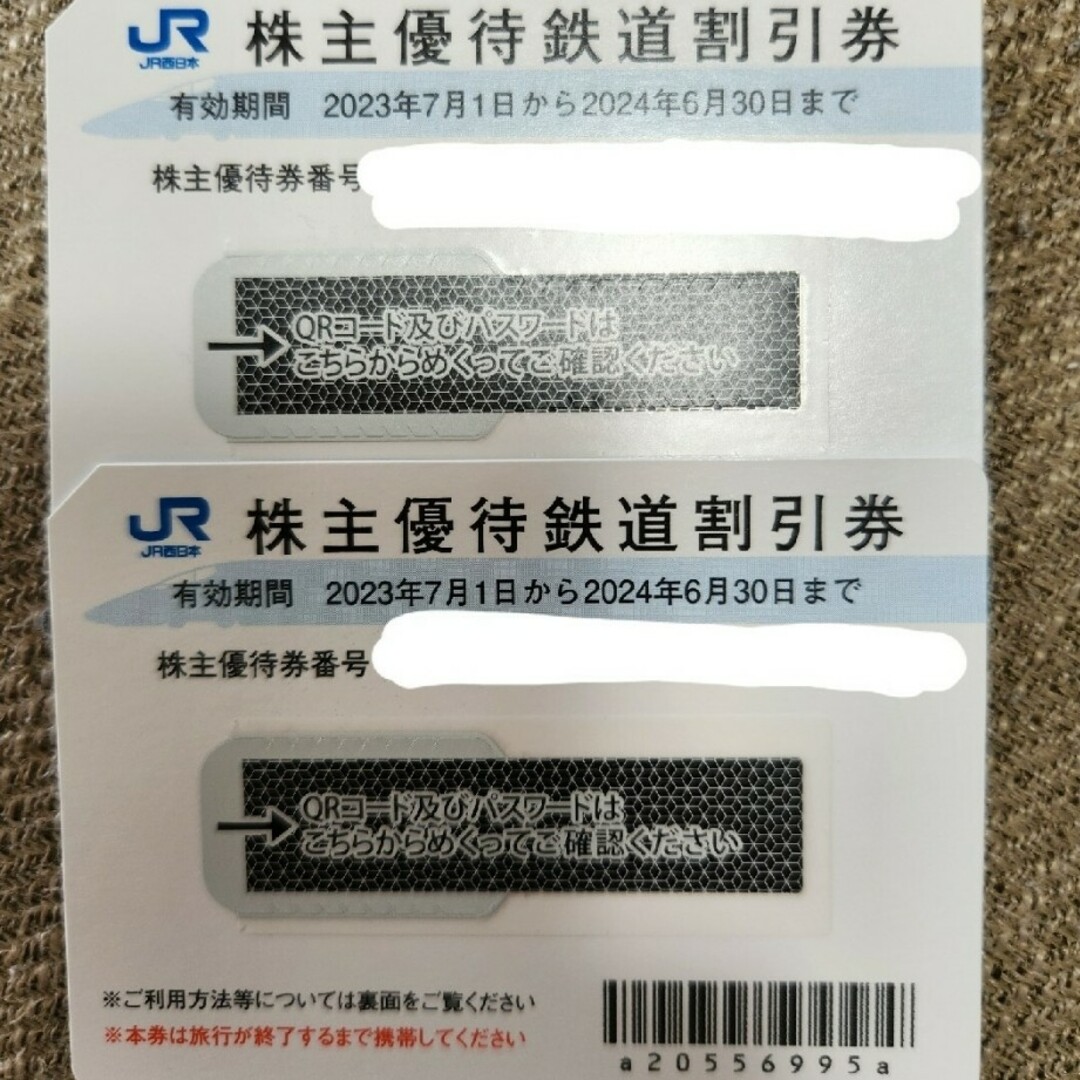 JR 株主優待鉄道割引券
JR西日本
有効期間 2023年7月1日から2024年6月30日まで
株主優待券番号
QRコード及びパスワードは
こちらからめくってご確認ください
JR 株主優待鉄道割引券
JR西日本
有効期間 2023年7月1日から2024年6月30日まで
株主優待券番号
QRコード及びパスワードは
こちらからめくってご確認ください
※ご利用方法等については裏面をご覧ください
※本券は旅行が終了するまで携帯してください
a20556995a